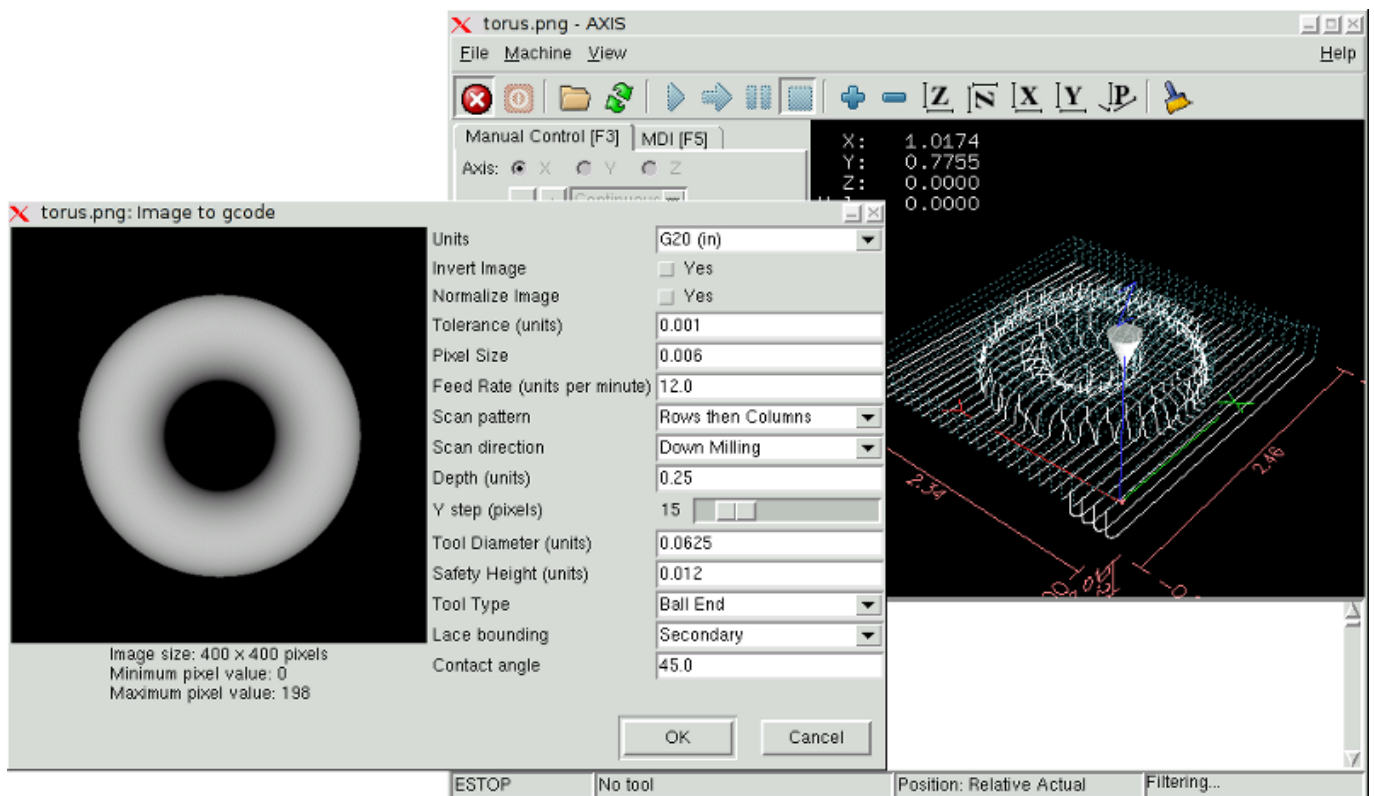 torus.png - AXIS
File Machine View Help
Z N X Y P
Manual Control [F3] MDI [F5]
X: 1.0174
Axis: X Y Z
Y: 0.7755
Z: 0.0000
Continuous
0.0000
torus.png: Image to gcode
Units G20 (in)
Invert Image Yes
Normalize Image Yes
Tolerance (units) 0.001
Pixel Size 0.006
Feed Rate (units per minute) 12.0
Scan pattern Rows then Columns
Scan direction Down Milling
Depth (units) 0.25
Y step (pixels) 15
Tool Diameter (units) 0.0625
Safety Height (units) 0.012
Tool Type Ball End
Lace bounding Secondary
Contact angle 45.0
Image size: 400 x 400 pixels
Minimum pixel value: 0
Maximum pixel value: 198
OK Cancel
2.34
2.46
ESTOP No tool Position: Relative Actual Filtering...